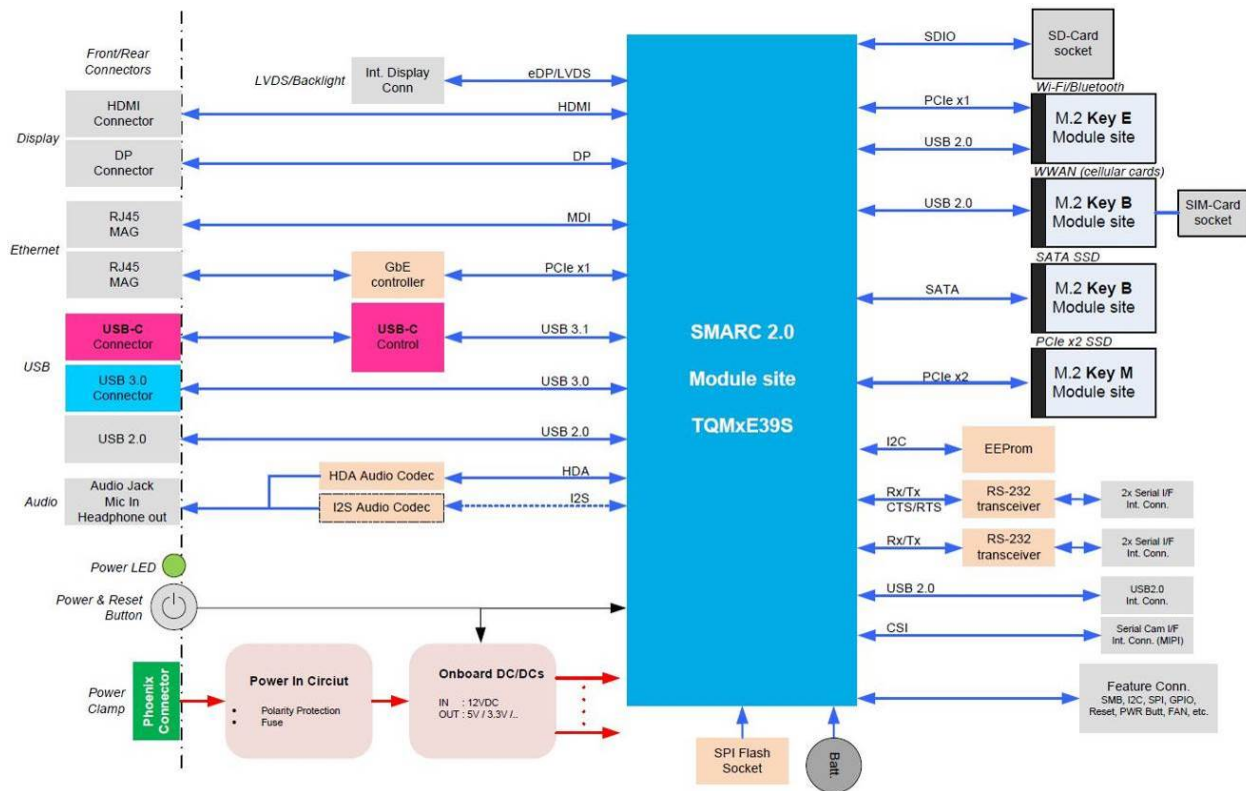 Front/Rear
Connectors
LVDS/Backlight
Int. Display
Conn
eDP/LVDS
Display
HDMI
Connector
HDMI
DP
Connector
DP
Ethernet
RJ45
MAG
MDI
RJ45
MAG
GbE
controller
PCIe x1
USB
USB-C
Connector
USB-C
Control
USB 3.1
USB 3.0
Connector
USB 3.0
USB 2.0
USB 2.0
Audio
Audio Jack
Mic In
Headphone out
HDA Audio Codec
HDA
I2S Audio Codec
I2S
Power LED
Power & Reset
Button
Power
Clamp
Phoenix
Connector
Power In Circiut
• Polarity Protection
• Fuse
Onboard DC/DCs
IN : 12VDC
OUT : 5V / 3.3V /..
SMARC 2.0
Module site
TQMxE39S
SPI Flash
Socket
Batt.
SDIO
SD-Card
socket
Wi-Fi/Bluetooth
PCIe x1
USB 2.0
M.2 Key E
Module site
WWAN (cellular cards)
USB 2.0
M.2 Key B
Module site
SIM-Card
socket
SATA SSD
SATA
M.2 Key B
Module site
PCIe x2 SSD
PCIe x2
M.2 Key M
Module site
I2C
EEProm
Rx/Tx
CTS/RTS
RS-232
transceiver
2x Serial I/F
Int. Conn.
Rx/Tx
RS-232
transceiver
2x Serial I/F
Int. Conn.
USB 2.0
USB2.0
Int. Conn.
CSI
Serial Cam I/F
Int. Conn. (MIPI)
Feature Conn.
SMB, I2C, SPI, GPIO,
Reset, PWR Butt, FAN, etc.